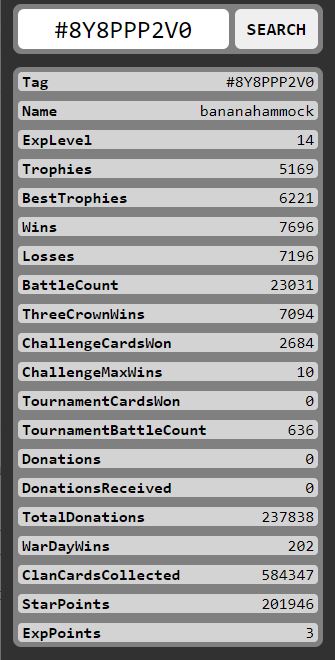 #8Y8PPP2V0 SEARCH
Tag #8Y8PPP2V0
Name bananahammock
ExpLevel 14
Trophies 5169
BestTrophies 6221
Wins 7696
Losses 7196
BattleCount 23031
ThreeCrownWins 7094
ChallengeCardsWon 2684
ChallengeMaxWins 10
TournamentCardsWon 0
TournamentBattleCount 636
Donations 0
DonationsReceived 0
TotalDonations 237838
WarDayWins 202
ClanCardsCollected 584347
StarPoints 201946
ExpPoints 3